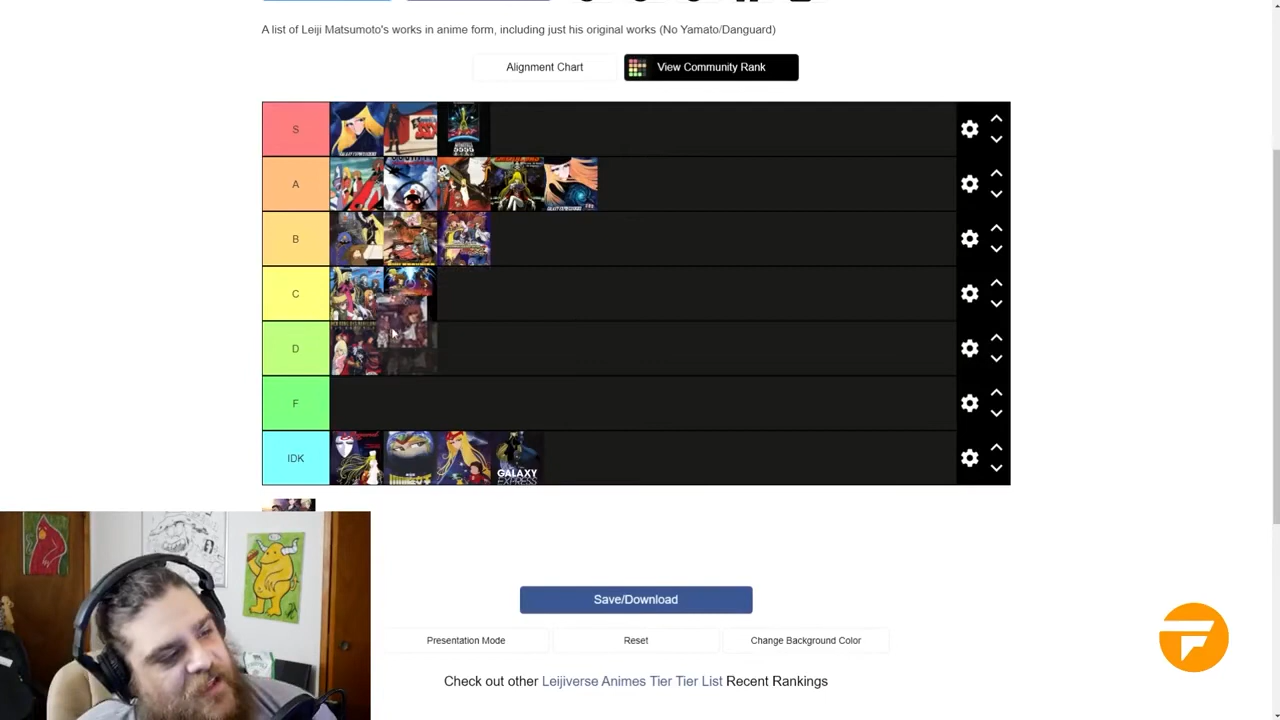 A list of Leiji Matsumoto's works in anime form, including just his original works (No Yamato/Danguard)
Alignment Chart
View Community Rank
S
5555
A
B
C
D
F
IDK
GALAXY
EXPRESS
Save/Download
Presentation Mode
Reset
Change Background Color
Check out other Leijiverse Animes Tier Tier List Recent Rankings